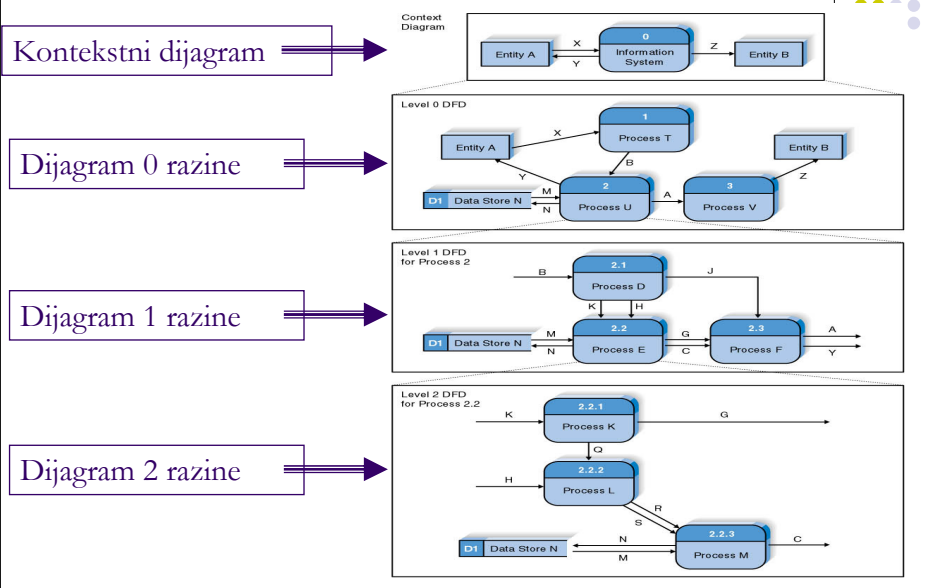 Kontekstni dijagram
Context
Diagram
Entity A
X
Y
0
Information
System
Z
Entity B
Dijagram 0 razine
Level 0 DFD
Entity A
X
1
Process T
B
Y
D1 Data Store N
M
N
2
Process U
A
3
Process V
Z
Entity B
Dijagram 1 razine
Level 1 DFD
for Process 2
B
2.1
Process D
J
K
H
D1 Data Store N
M
N
2.2
Process E
G
C
2.3
Process F
A
Y
Dijagram 2 razine
Level 2 DFD
for Process 2.2
K
2.2.1
Process K
G
Q
H
2.2.2
Process L
R
S
D1 Data Store N
N
M
2.2.3
Process M
C